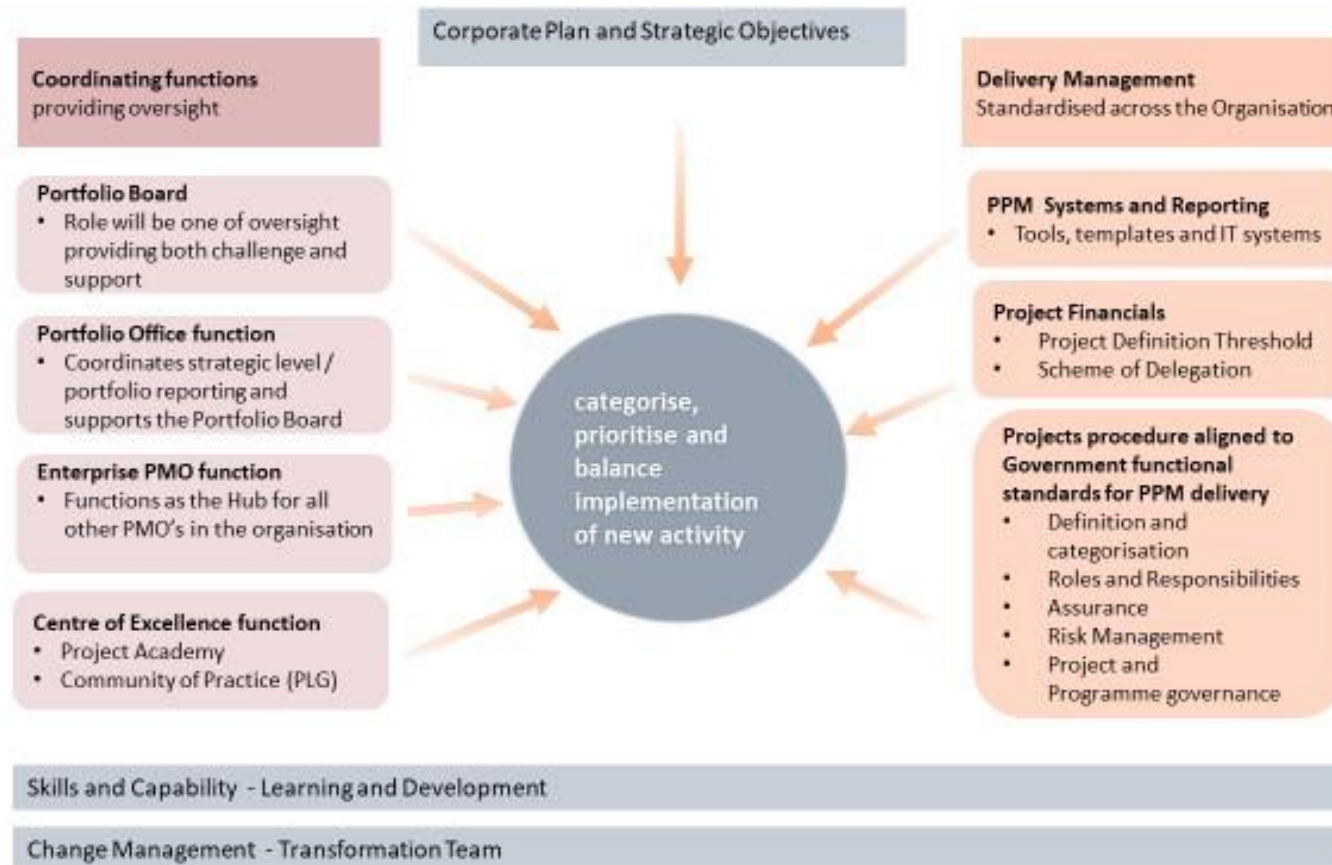 Corporate Plan and Strategic Objectives
Coordinating functions
providing oversight
Portfolio Board
• Role will be one of oversight
providing both challenge and
support
Portfolio Office function
• Coordinates strategic level /
portfolio reporting and
supports the Portfolio Board
Enterprise PMO function
• Functions as the Hub for all
other PMO's in the organisation
Centre of Excellence function
• Project Academy
• Community of Practice (PLG)
categorise,
prioritise and
balance
implementation
of new activity
Delivery Management
Standardised across the Organisation
PPM Systems and Reporting
• Tools, templates and IT systems
Project Financials
• Project Definition Threshold
• Scheme of Delegation
Projects procedure aligned to
Government functional
standards for PPM delivery
• Definition and
categorisation
• Roles and Responsibilities
• Assurance
• Risk Management
• Project and
Programme governance
Skills and Capability - Learning and Development
Change Management - Transformation Team